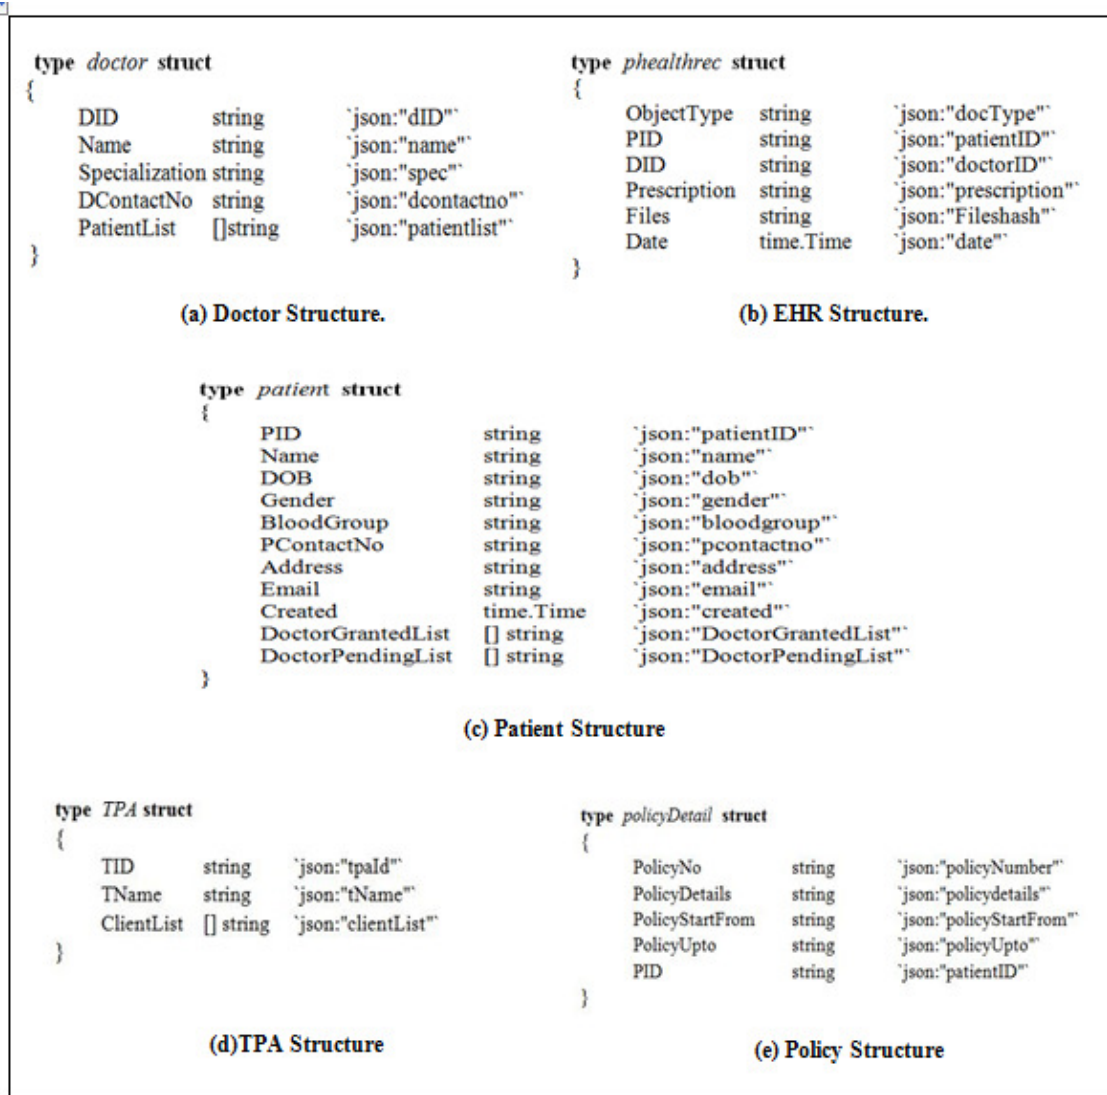 type doctor struct
{
DID string `json:"dID"`
Name string `json:"name"`
Specialization string `json:"spec"`
DContactNo string `json:"dcontactno"`
PatientList []string `json:"patientlist"`
}
(a) Doctor Structure.
type phealthrec struct
{
ObjectType string `json:"docType"`
PID string `json:"patientID"`
DID string `json:"doctorID"`
Prescription string `json:"prescription"`
Files string `json:"Fileshash"`
Date time.Time `json:"date"`
}
(b) EHR Structure.
type patient struct
{
PID string `json:"patientID"`
Name string `json:"name"`
DOB string `json:"dob"`
Gender string `json:"gender"`
BloodGroup string `json:"bloodgroup"`
PContactNo string `json:"pcontactno"`
Address string `json:"address"`
Email string `json:"email"`
Created time.Time `json:"created"`
DoctorGrantedList [] string `json:"DoctorGrantedList"`
DoctorPendingList [] string `json:"DoctorPendingList"`
}
(c) Patient Structure
type TPA struct
{
TID string `json:"tpaId"`
TName string `json:"tName"`
ClientList [] string `json:"clientList"`
}
(d)TPA Structure
type policyDetail struct
{
PolicyNo string `json:"policyNumber"`
PolicyDetails string `json:"policydetails"`
PolicyStartFrom string `json:"policyStartFrom"`
PolicyUpto string `json:"policyUpto"`
PID string `json:"patientID"`
}
(e) Policy Structure